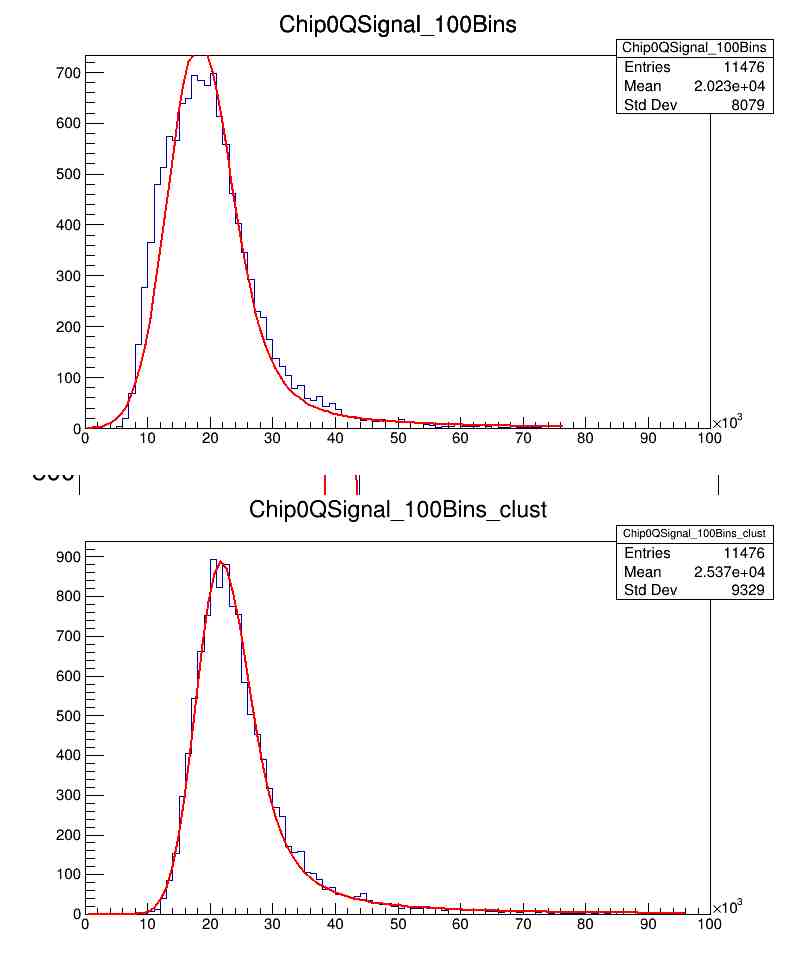 Chip0QSignal_100Bins
Chip0QSignal_100Bins
Entries 11476
Mean 2.023e+04
Std Dev 8079
700
600
500
400
300
200
100
0
0 10 20 30 40 50 60 70 80 90 100
×10³
Chip0QSignal_100Bins_clust
Chip0QSignal_100Bins_clust
Entries 11476
Mean 2.537e+04
Std Dev 9329
900
800
700
600
500
400
300
200
100
0
0 10 20 30 40 50 60 70 80 90 100
×10³